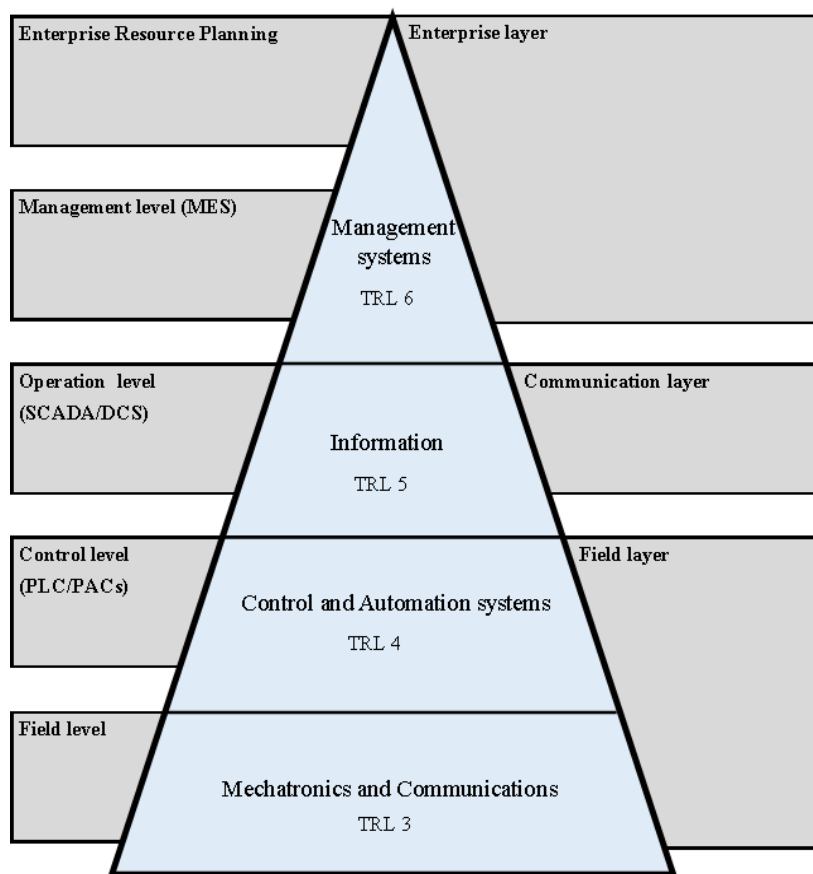 Enterprise Resource Planning
Enterprise layer
Management level (MES)
Management
systems
TRL 6
Operation level
(SCADA/DCS)
Communication layer
Information
TRL 5
Control level
(PLC/PACs)
Field layer
Control and Automation systems
TRL 4
Field level
Mechatronics and Communications
TRL 3